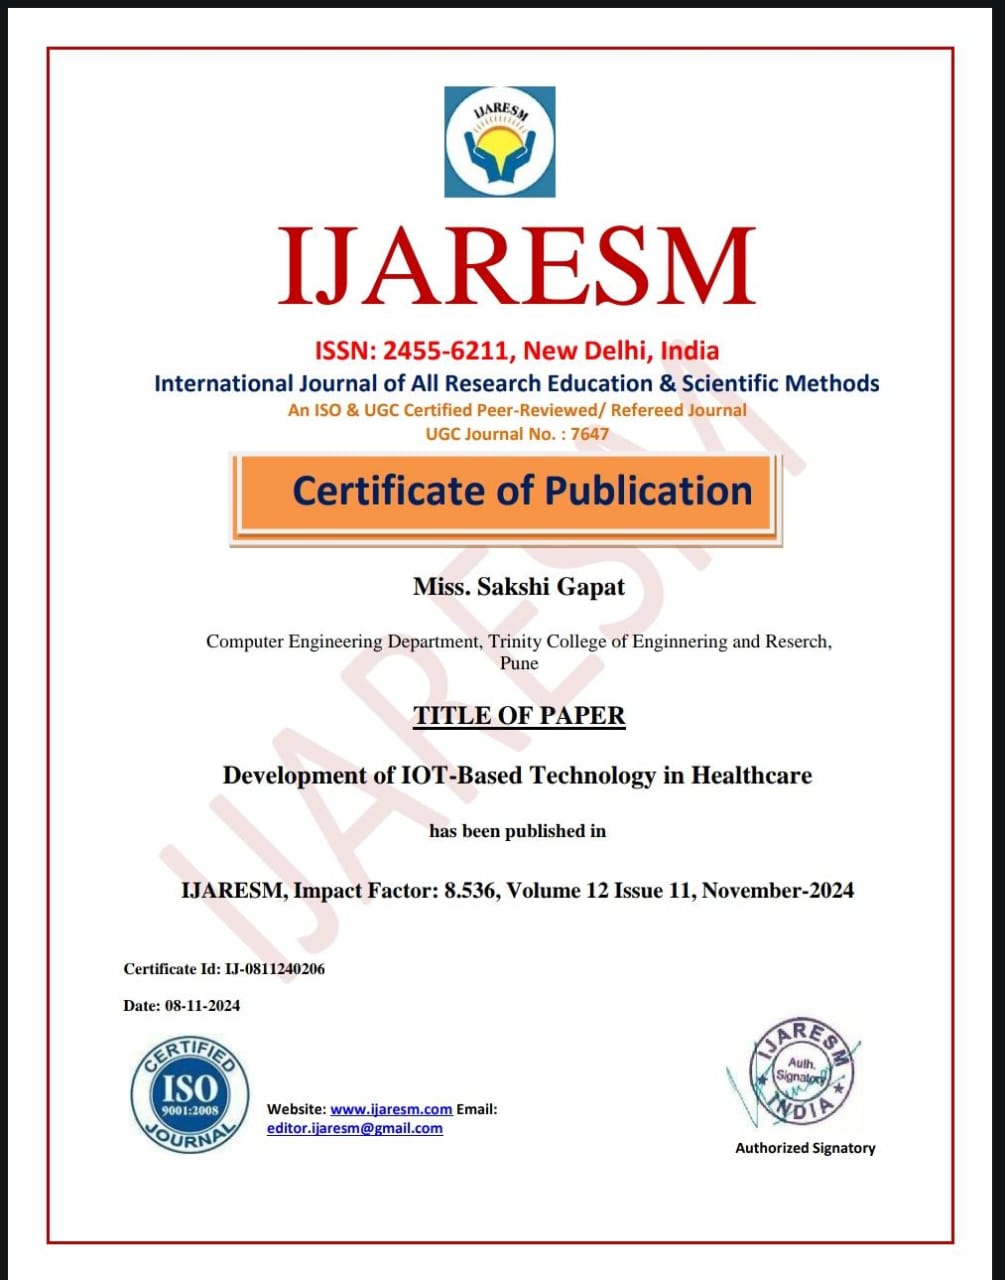 IJARESM
IJARESM
ISSN: 2455-6211, New Delhi, India
International Journal of All Research Education & Scientific Methods
An ISO & UGC Certified Peer-Reviewed/ Refereed Journal
UGC Journal No. : 7647
Certificate of Publication
Miss. Sakshi Gapat
Computer Engineering Department, Trinity College of Enginnering and Reserch,
Pune
TITLE OF PAPER
Development of IOT-Based Technology in Healthcare
has been published in
IJARESM, Impact Factor: 8.536, Volume 12 Issue 11, November-2024
Certificate Id: IJ-0811240206
Date: 08-11-2024
CERTIFIED
ISO
9001:2008
JOURNAL
Website: www.ijaresm.com Email:
editor.ijaresm@gmail.com
IJARESM
Auth.
Signatory
INDIA
Authorized Signatory
IJARESM